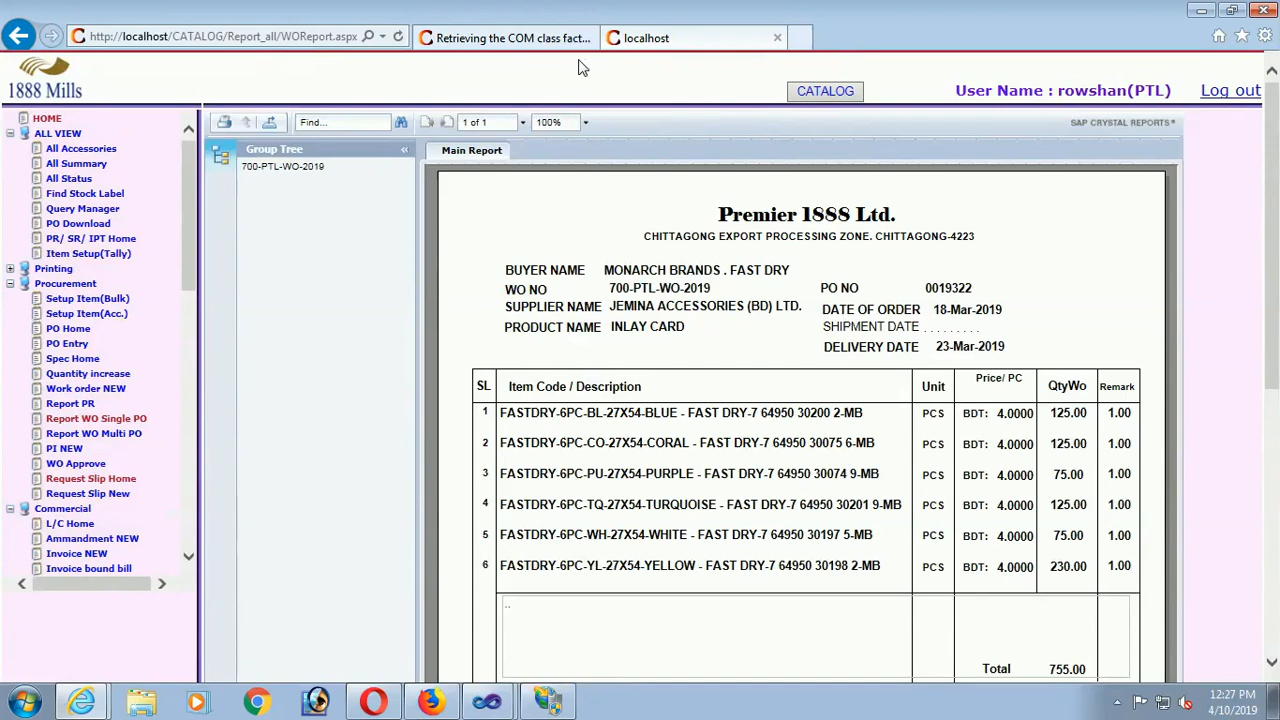 http://localhost/CATALOG/Report_all/WOReport.aspx
Retrieving the COM class fact...
localhost
1888 Mills
CATALOG
User Name : rowshan(PTL)
Log out
HOME
ALL VIEW
All Accessories
All Summary
All Status
Find Stock Label
Query Manager
PO Download
PR/ SR/ IPT Home
Item Setup(Tally)
Printing
Procurement
Setup Item(Bulk)
Setup Item(Acc.)
PO Home
PO Entry
Spec Home
Quantity increase
Work order NEW
Report PR
Report WO Single PO
Report WO Multi PO
PI NEW
WO Approve
Request Slip Home
Request Slip New
Commercial
L/C Home
Ammandment NEW
Invoice NEW
Invoice bound bill
Find...
1 of 1
100%
SAP CRYSTAL REPORTS®
Group Tree
700-PTL-WO-2019
Main Report
Premier 1888 Ltd.
CHITTAGONG EXPORT PROCESSING ZONE. CHITTAGONG-4223
BUYER NAME MONARCH BRANDS . FAST DRY
WO NO 700-PTL-WO-2019 PO NO 0019322
SUPPLIER NAME JEMINA ACCESSORIES (BD) LTD. DATE OF ORDER 18-Mar-2019
PRODUCT NAME INLAY CARD SHIPMENT DATE . . . . . . . . .
DELIVERY DATE 23-Mar-2019
SL Item Code / Description Unit Price/ PC QtyWo Remark
1 FASTDRY-6PC-BL-27X54-BLUE - FAST DRY-7 64950 30200 2-MB PCS BDT: 4.0000 125.00 1.00
2 FASTDRY-6PC-CO-27X54-CORAL - FAST DRY-7 64950 30075 6-MB PCS BDT: 4.0000 125.00 1.00
3 FASTDRY-6PC-PU-27X54-PURPLE - FAST DRY-7 64950 30074 9-MB PCS BDT: 4.0000 75.00 1.00
4 FASTDRY-6PC-TQ-27X54-TURQUOISE - FAST DRY-7 64950 30201 9-MB PCS BDT: 4.0000 125.00 1.00
5 FASTDRY-6PC-WH-27X54-WHITE - FAST DRY-7 64950 30197 5-MB PCS BDT: 4.0000 75.00 1.00
6 FASTDRY-6PC-YL-27X54-YELLOW - FAST DRY-7 64950 30198 2-MB PCS BDT: 4.0000 230.00 1.00
..
Total 755.00
12:27 PM
4/10/2019